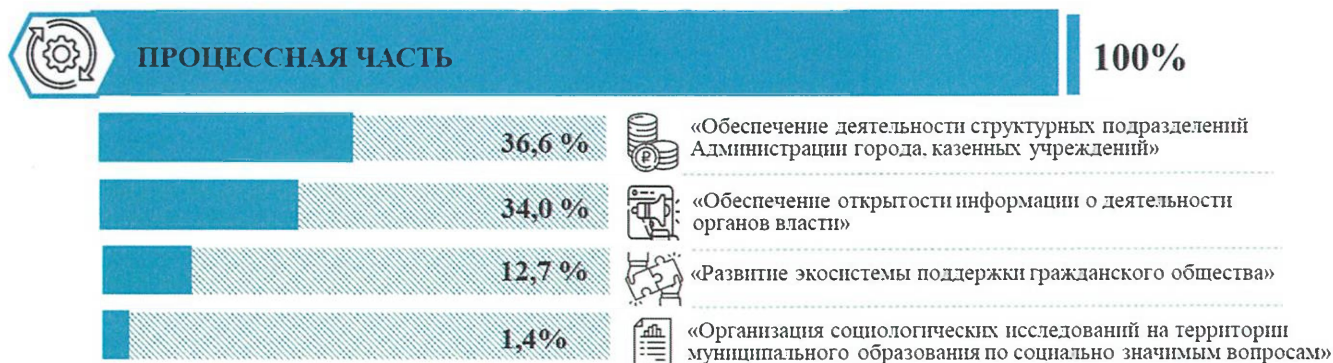 ПРОЦЕССНАЯ ЧАСТЬ
100%
36,6 %
«Обеспечение деятельности структурных подразделений
Администрации города, казенных учреждений»
34,0 %
«Обеспечение открытости информации о деятельности
органов власти»
12,7 %
«Развитие экосистемы поддержки гражданского общества»
1,4%
«Организация социологических исследований на территории
муниципального образования по социально значимым вопросам»